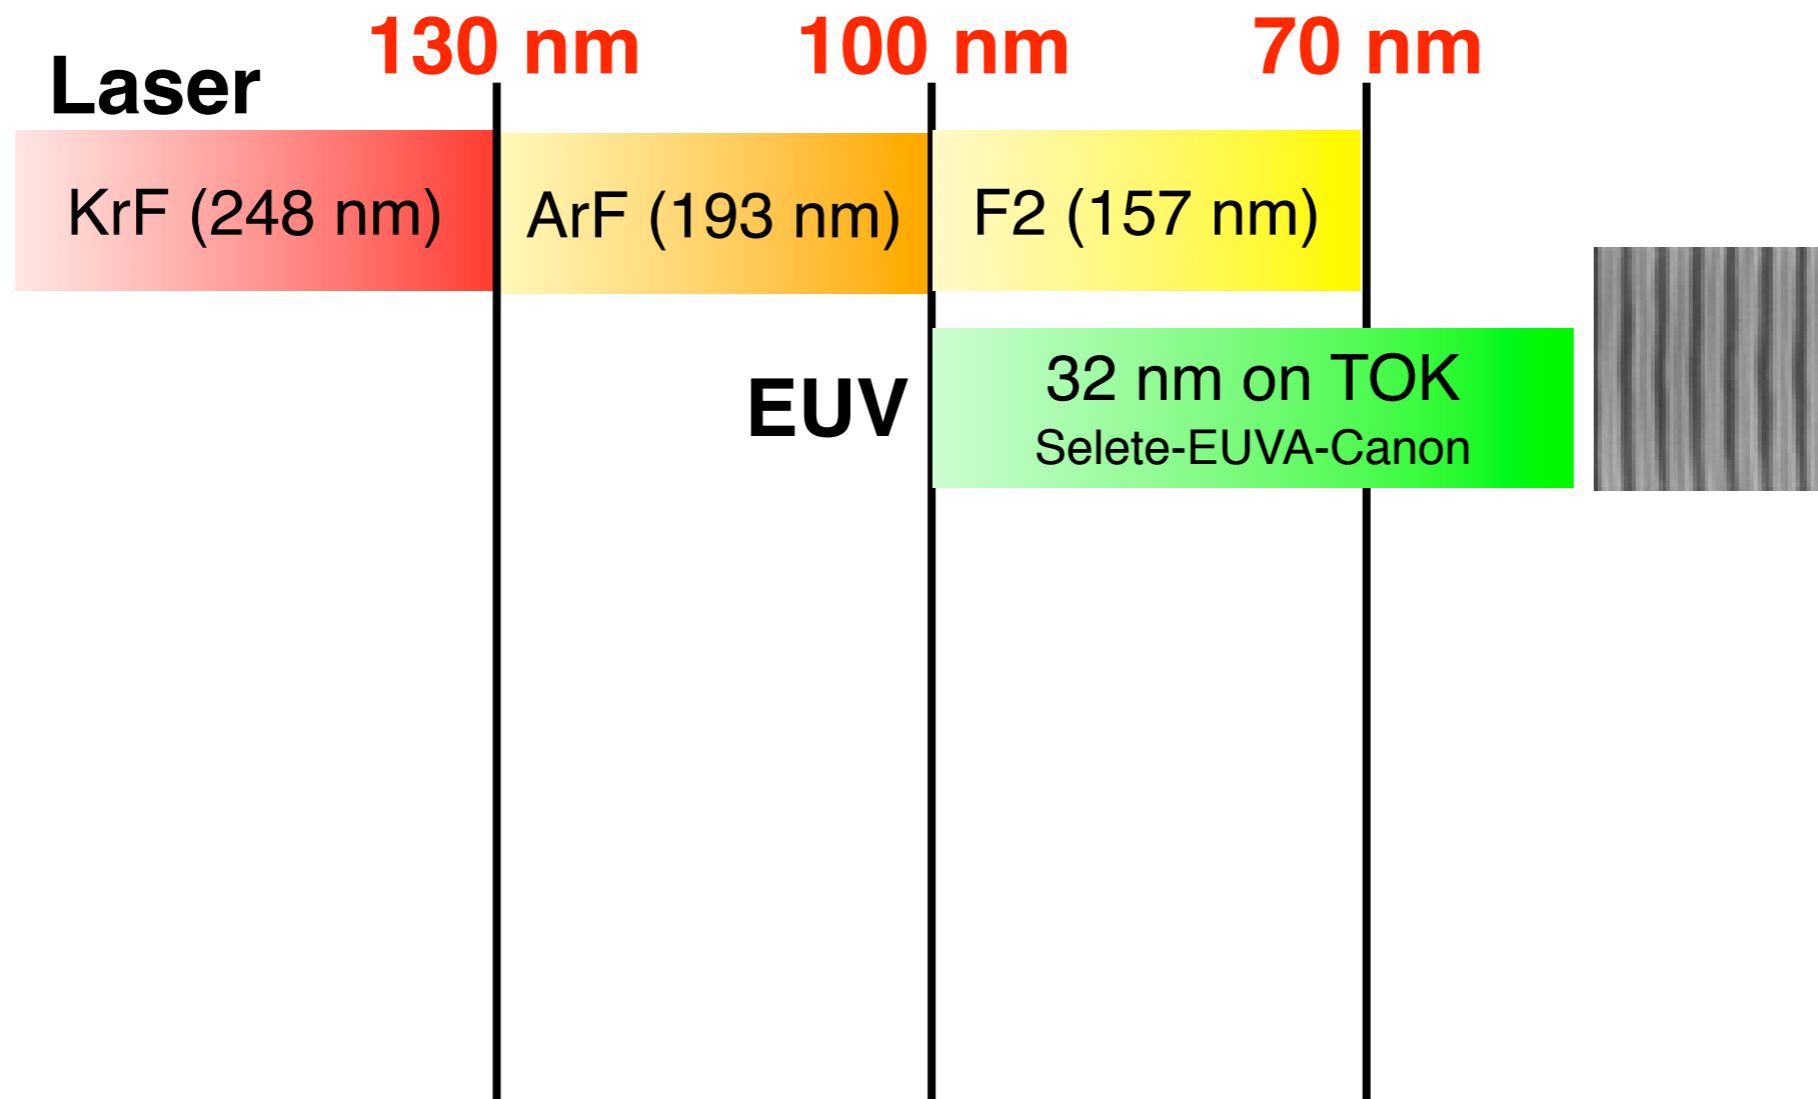 130 nm
100 nm
70 nm
Laser
KrF (248 nm)
ArF (193 nm)
F2 (157 nm)
EUV
32 nm on TOK
Selete-EUVA-Canon